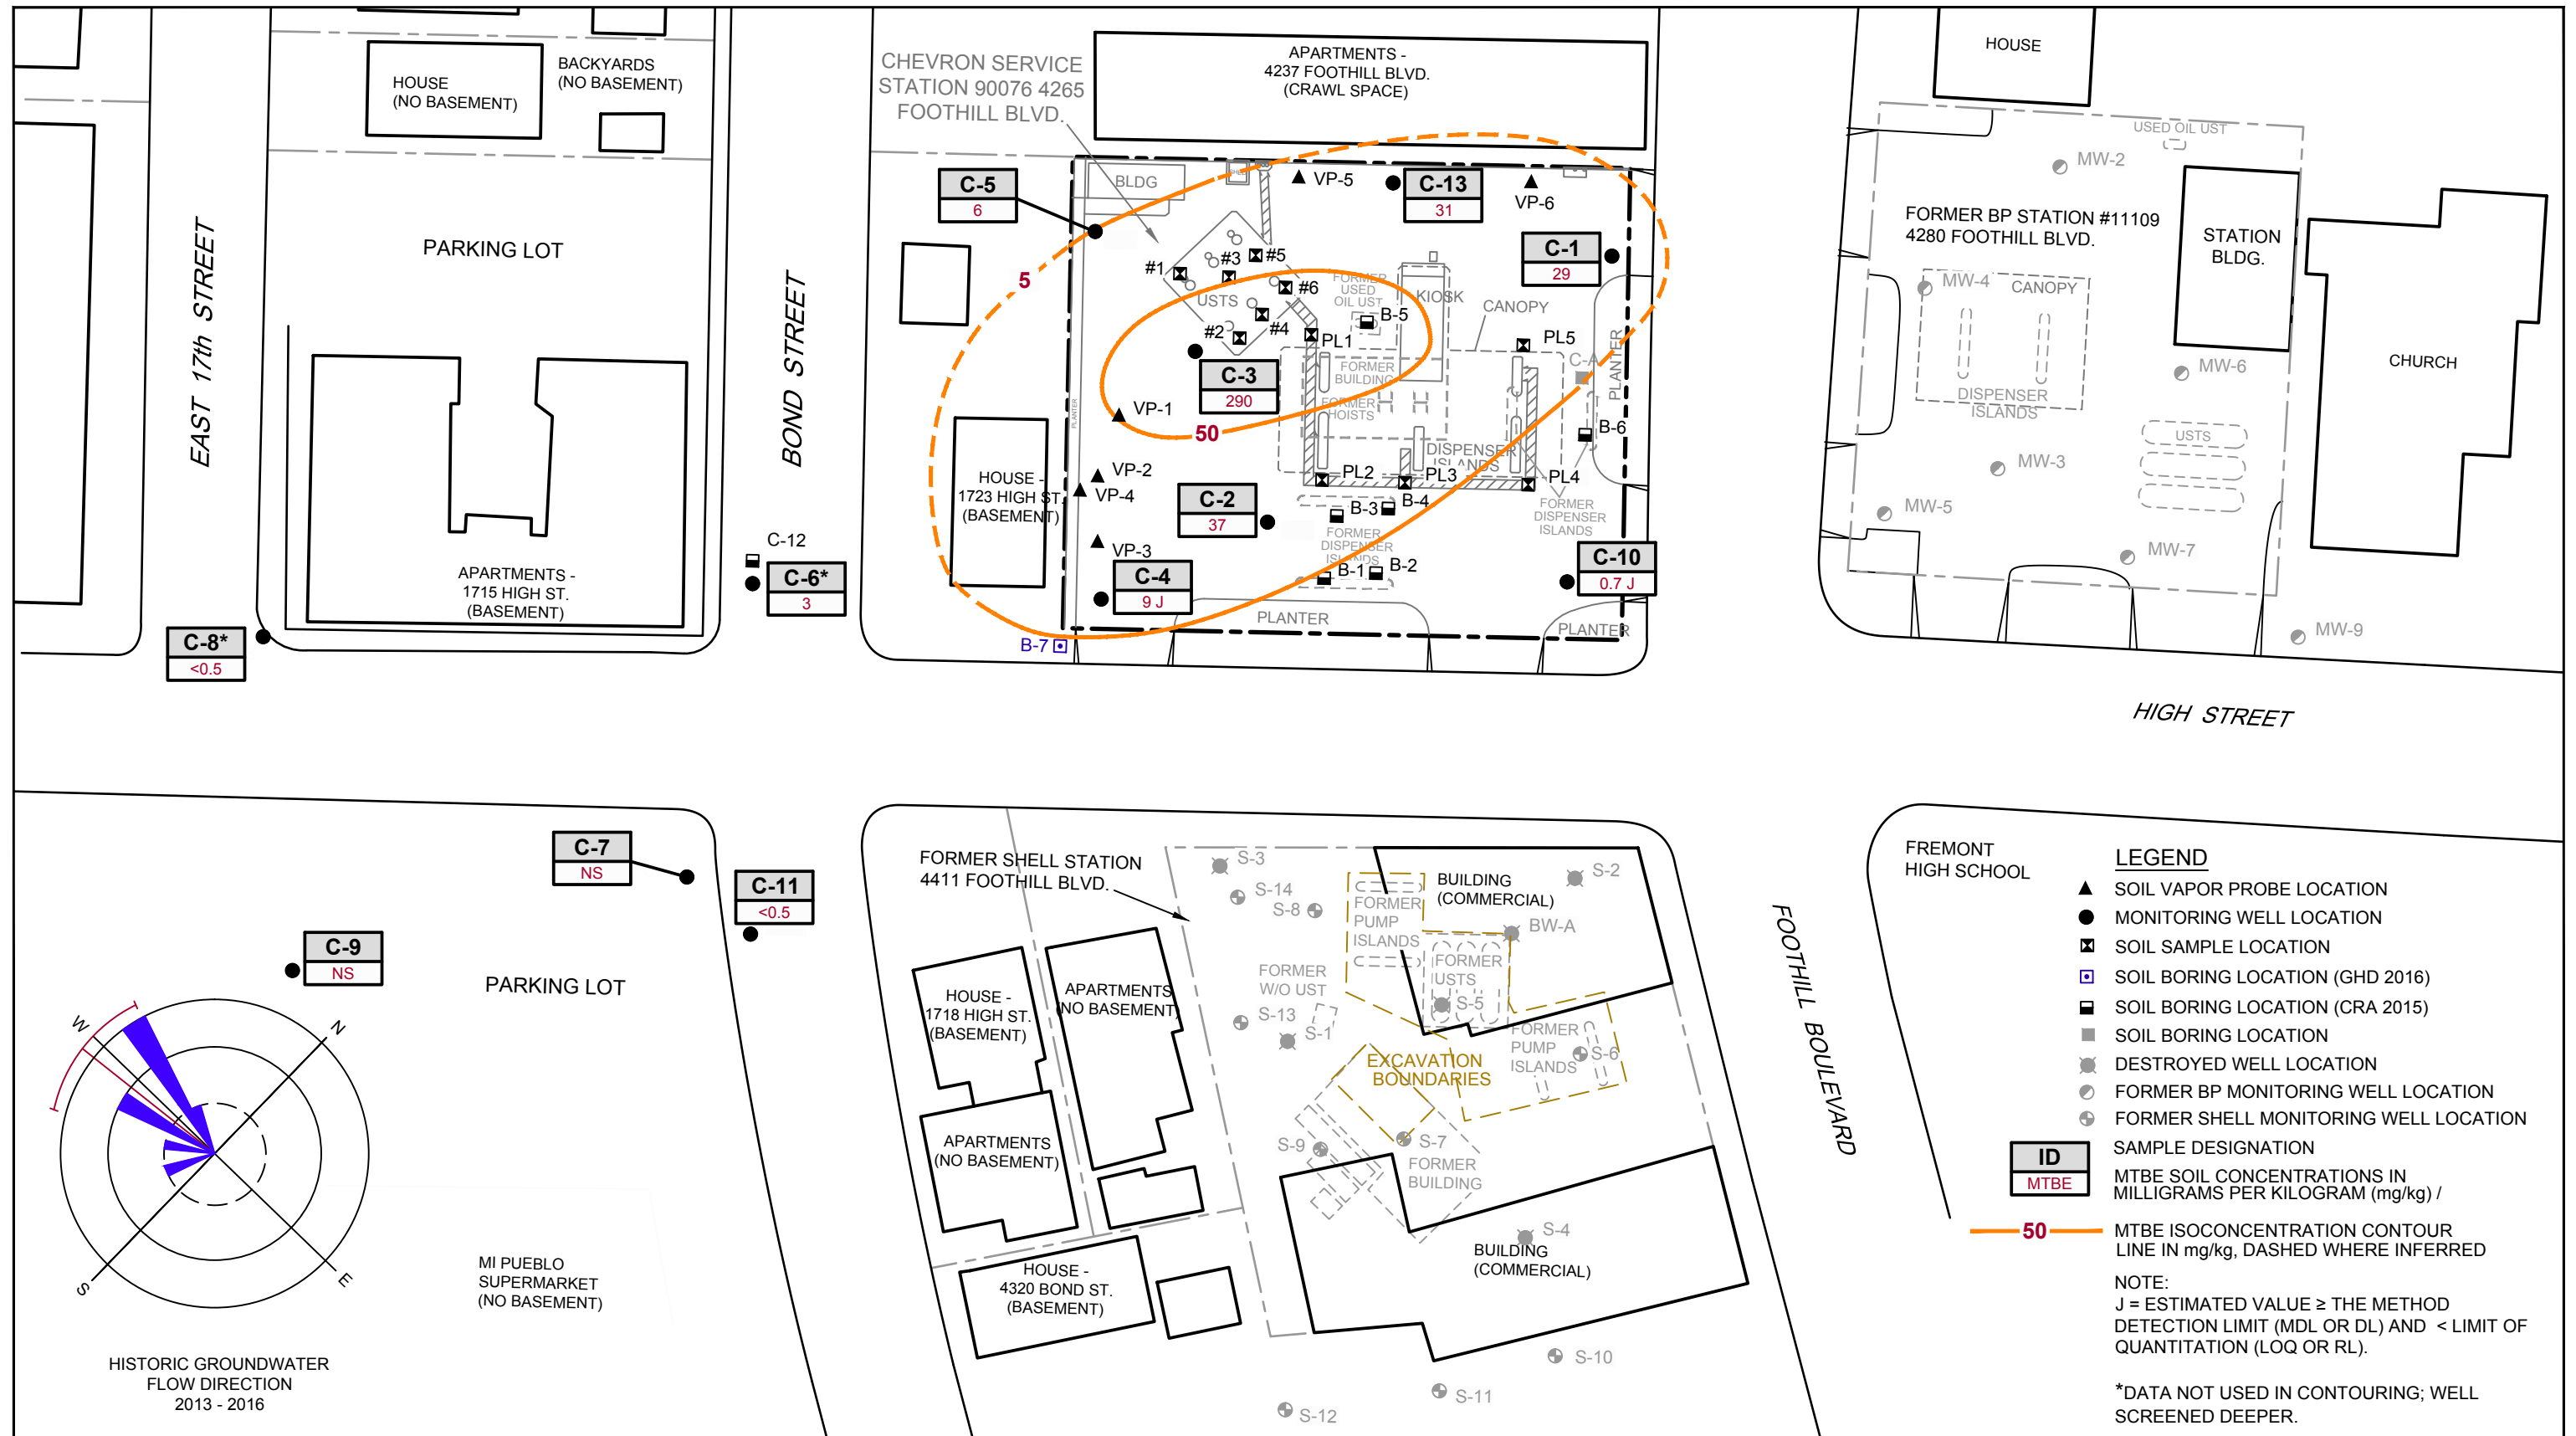 HOUSE
(NO BASEMENT)
BACKYARDS
(NO BASEMENT)
CHEVRON SERVICE
STATION 90076 4265
FOOTHILL BLVD.
APARTMENTS -
4237 FOOTHILL BLVD.
(CRAWL SPACE)
HOUSE
USED OIL UST
MW-2
FORMER BP STATION #11109
4280 FOOTHILL BLVD.
STATION
BLDG.
MW-4
CANOPY
DISPENSER
ISLANDS
MW-6
USTS
MW-3
MW-5
MW-7
MW-9
CHURCH
EAST 17th STREET
PARKING LOT
BOND STREET
APARTMENTS -
1715 HIGH ST.
(BASEMENT)
C-8*
<0.5
C-12
C-6*
3
C-5
6
5
BLDG
VP-5
C-13
31
VP-6
C-1
29
#1
#3
#5
#6
USTS
#2
#4
FORMER
USED
OIL UST
KIOSK
CANOPY
B-5
PL1
PL5
C-A
PLANTER
C-3
290
FORMER
BUILDING
FORMER
HOISTS
VP-1
50
PLANTER
B-6
DISPENSER
ISLANDS
HOUSE -
1723 HIGH ST.
(BASEMENT)
VP-2
VP-4
VP-3
C-2
37
PL2
PL3
PL4
B-3
B-4
FORMER
DISPENSER
ISLANDS
FORMER
DISPENSER
ISLANDS
B-1
B-2
C-4
9 J
C-10
0.7 J
PLANTER
PLANTER
B-7
HIGH STREET
C-7
NS
C-11
<0.5
C-9
NS
PARKING LOT
W
N
S
E
HISTORIC GROUNDWATER
FLOW DIRECTION
2013 - 2016
MI PUEBLO
SUPERMARKET
(NO BASEMENT)
FORMER SHELL STATION
4411 FOOTHILL BLVD.
S-3
S-14
S-8
FORMER
PUMP
ISLANDS
BUILDING
(COMMERCIAL)
S-2
BW-A
FORMER
USTS
S-5
FORMER
W/O UST
S-13
S-1
HOUSE -
1718 HIGH ST.
(BASEMENT)
APARTMENTS
(NO BASEMENT)
EXCAVATION
BOUNDARIES
FORMER
PUMP
ISLANDS
S-6
APARTMENTS
(NO BASEMENT)
S-9
S-7
FORMER
BUILDING
S-4
BUILDING
(COMMERCIAL)
HOUSE -
4320 BOND ST.
(BASEMENT)
S-10
S-11
S-12
FOOTHILL BOULEVARD
FREMONT
HIGH SCHOOL
LEGEND
SOIL VAPOR PROBE LOCATION
MONITORING WELL LOCATION
SOIL SAMPLE LOCATION
SOIL BORING LOCATION (GHD 2016)
SOIL BORING LOCATION (CRA 2015)
SOIL BORING LOCATION
DESTROYED WELL LOCATION
FORMER BP MONITORING WELL LOCATION
FORMER SHELL MONITORING WELL LOCATION
ID
MTBE
SAMPLE DESIGNATION
MTBE SOIL CONCENTRATIONS IN
MILLIGRAMS PER KILOGRAM (mg/kg) /
50
MTBE ISOCONCENTRATION CONTOUR
LINE IN mg/kg, DASHED WHERE INFERRED
NOTE:
J = ESTIMATED VALUE ≥ THE METHOD
DETECTION LIMIT (MDL OR DL) AND < LIMIT OF
QUANTITATION (LOQ OR RL).
*DATA NOT USED IN CONTOURING; WELL
SCREENED DEEPER.